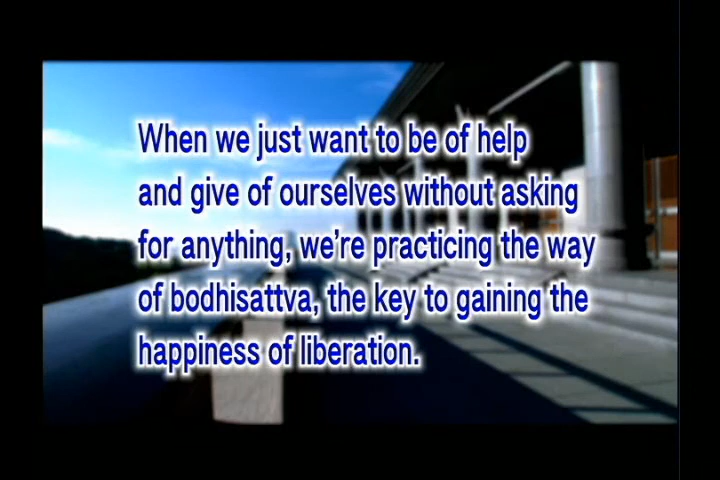 When we just want to be of help
and give of ourselves without asking
for anything, we're practicing the way
of bodhisattva, the key to gaining the
happiness of liberation.